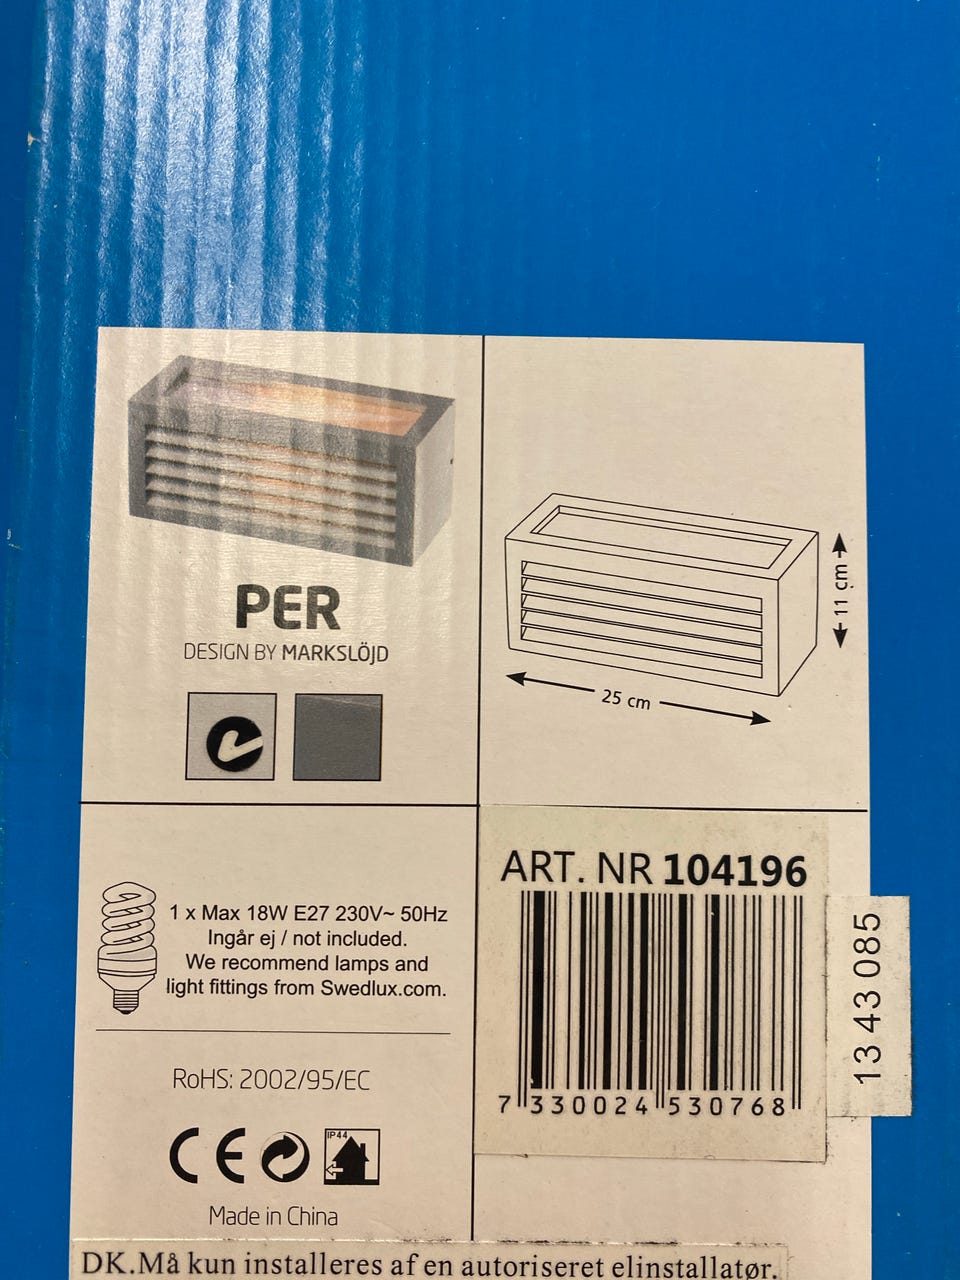 PER
DESIGN BY MARKSLÖJD
11 cm
25 cm
1 x Max 18W E27 230V~ 50Hz
Ingår ej / not included.
We recommend lamps and
light fittings from Swedlux.com.
RoHS: 2002/95/EC
CE
IP44
Made in China
ART. NR 104196
7 330024 530768
13 43 085
DK.Må kun installeres af en autoriseret elinstallatør.